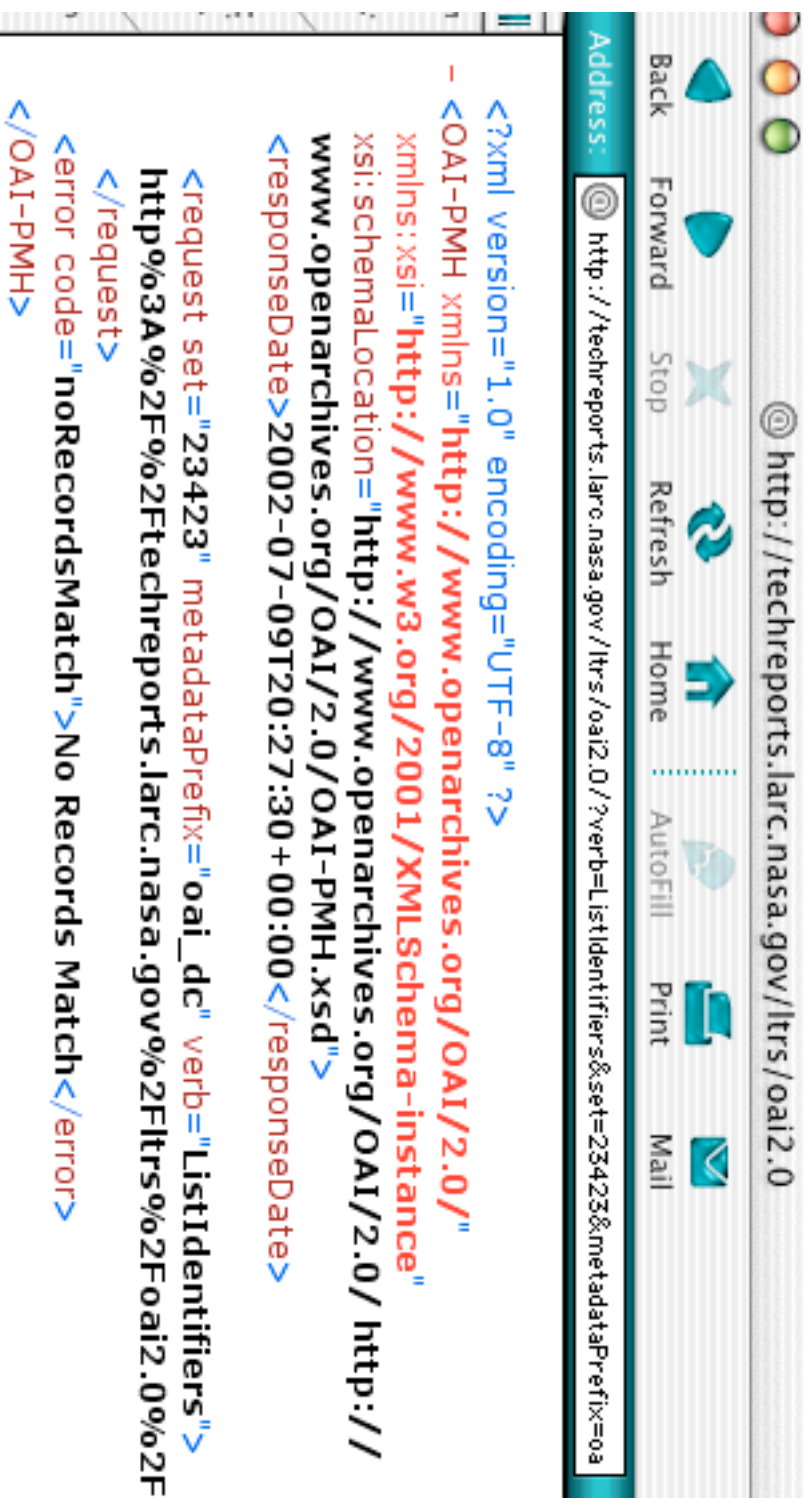 http://techreports.larc.nasa.gov/ltrs/oai2.0
Back Forward Stop Refresh Home AutoFill Print Mail
Address: http://techreports.larc.nasa.gov/ltrs/oai2.0/?verb=ListIdentifiers&set=23423&metadataPrefix=oa
<?xml version="1.0" encoding="UTF-8" ?>
- <OAI-PMH xmlns="http://www.openarchives.org/OAI/2.0/"
xmlns:xsi="http://www.w3.org/2001/XMLSchema-instance"
xsi:schemaLocation="http://www.openarchives.org/OAI/2.0/ http://
www.openarchives.org/OAI/2.0/OAI-PMH.xsd">
<responseDate>2002-07-09T20:27:30+00:00</responseDate>
<request set="23423" metadataPrefix="oai_dc" verb="ListIdentifiers">
http%3A%2F%2Ftechreports.larc.nasa.gov%2Fltrs%2Foai2.0%2F
</request>
<error code="noRecordsMatch">No Records Match</error>
</OAI-PMH>